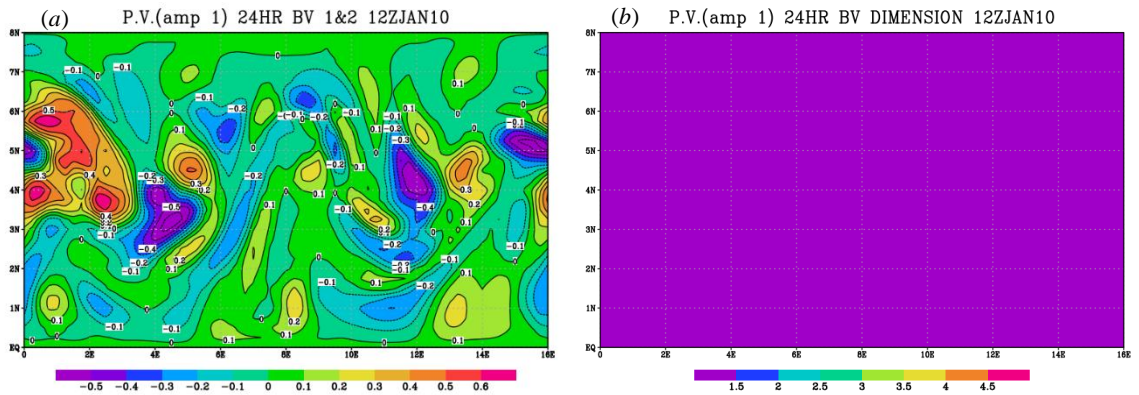 (a) P.V.(amp 1) 24HR BV 1&2 12ZJAN10
8N
7N
6N
5N
4N
3N
2N
1N
EQ
0 2E 4E 6E 8E 10E 12E 14E 16E
-0.5 -0.4 -0.3 -0.2 -0.1 0 0.1 0.2 0.3 0.4 0.5 0.6
(b) P.V.(amp 1) 24HR BV DIMENSION 12ZJAN10
8N
7N
6N
5N
4N
3N
2N
1N
EQ
0 2E 4E 6E 8E 10E 12E 14E 16E
1.5 2 2.5 3 3.5 4 4.5